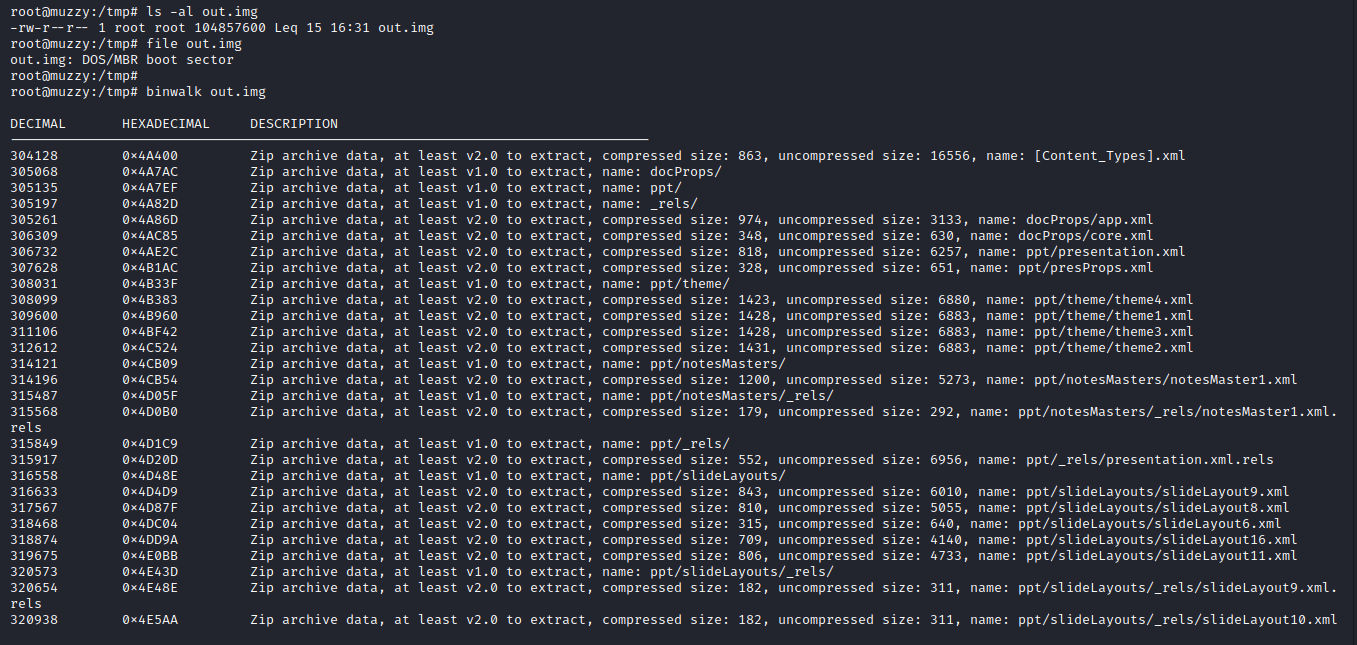 root@muzzy:/tmp# ls -al out.img
-rw-r--r-- 1 root root 104857600 Leq 15 16:31 out.img
root@muzzy:/tmp# file out.img
out.img: DOS/MBR boot sector
root@muzzy:/tmp#
root@muzzy:/tmp# binwalk out.img
DECIMAL       HEXADECIMAL     DESCRIPTION
--------------------------------------------------------------------------------
304128        0×4A400         Zip archive data, at least v2.0 to extract, compressed size: 863, uncompressed size: 16556, name: [Content_Types].xml
305068        0×4A7AC         Zip archive data, at least v1.0 to extract, name: docProps/
305135        0×4A7EF         Zip archive data, at least v1.0 to extract, name: ppt/
305197        0×4A82D         Zip archive data, at least v1.0 to extract, name: _rels/
305261        0×4A86D         Zip archive data, at least v2.0 to extract, compressed size: 974, uncompressed size: 3133, name: docProps/app.xml
306309        0×4AC85         Zip archive data, at least v2.0 to extract, compressed size: 348, uncompressed size: 630, name: docProps/core.xml
306732        0×4AE2C         Zip archive data, at least v2.0 to extract, compressed size: 818, uncompressed size: 6257, name: ppt/presentation.xml
307628        0×4B1AC         Zip archive data, at least v2.0 to extract, compressed size: 328, uncompressed size: 651, name: ppt/presProps.xml
308031        0×4B33F         Zip archive data, at least v1.0 to extract, name: ppt/theme/
308099        0×4B383         Zip archive data, at least v2.0 to extract, compressed size: 1423, uncompressed size: 6880, name: ppt/theme/theme4.xml
309600        0×4B960         Zip archive data, at least v2.0 to extract, compressed size: 1428, uncompressed size: 6883, name: ppt/theme/theme1.xml
311106        0×4BF42         Zip archive data, at least v2.0 to extract, compressed size: 1428, uncompressed size: 6883, name: ppt/theme/theme3.xml
312612        0×4C524         Zip archive data, at least v2.0 to extract, compressed size: 1431, uncompressed size: 6883, name: ppt/theme/theme2.xml
314121        0×4CB09         Zip archive data, at least v1.0 to extract, name: ppt/notesMasters/
314196        0×4CB54         Zip archive data, at least v2.0 to extract, compressed size: 1200, uncompressed size: 5273, name: ppt/notesMasters/notesMaster1.xml
315487        0×4D05F         Zip archive data, at least v1.0 to extract, name: ppt/notesMasters/_rels/
315568        0×4D0B0         Zip archive data, at least v2.0 to extract, compressed size: 179, uncompressed size: 292, name: ppt/notesMasters/_rels/notesMaster1.xml.
rels
315849        0×4D1C9         Zip archive data, at least v1.0 to extract, name: ppt/_rels/
315917        0×4D20D         Zip archive data, at least v2.0 to extract, compressed size: 552, uncompressed size: 6956, name: ppt/_rels/presentation.xml.rels
316558        0×4D48E         Zip archive data, at least v1.0 to extract, name: ppt/slideLayouts/
316633        0×4D4D9         Zip archive data, at least v2.0 to extract, compressed size: 843, uncompressed size: 6010, name: ppt/slideLayouts/slideLayout9.xml
317567        0×4D87F         Zip archive data, at least v2.0 to extract, compressed size: 810, uncompressed size: 5055, name: ppt/slideLayouts/slideLayout8.xml
318468        0×4DC04         Zip archive data, at least v2.0 to extract, compressed size: 315, uncompressed size: 640, name: ppt/slideLayouts/slideLayout6.xml
318874        0×4DD9A         Zip archive data, at least v2.0 to extract, compressed size: 709, uncompressed size: 4140, name: ppt/slideLayouts/slideLayout16.xml
319675        0×4E0BB         Zip archive data, at least v2.0 to extract, compressed size: 806, uncompressed size: 4733, name: ppt/slideLayouts/slideLayout11.xml
320573        0×4E43D         Zip archive data, at least v1.0 to extract, name: ppt/slideLayouts/_rels/
320654        0×4E48E         Zip archive data, at least v2.0 to extract, compressed size: 182, uncompressed size: 311, name: ppt/slideLayouts/_rels/slideLayout9.xml.
rels
320938        0×4E5AA         Zip archive data, at least v2.0 to extract, compressed size: 182, uncompressed size: 311, name: ppt/slideLayouts/_rels/slideLayout10.xml